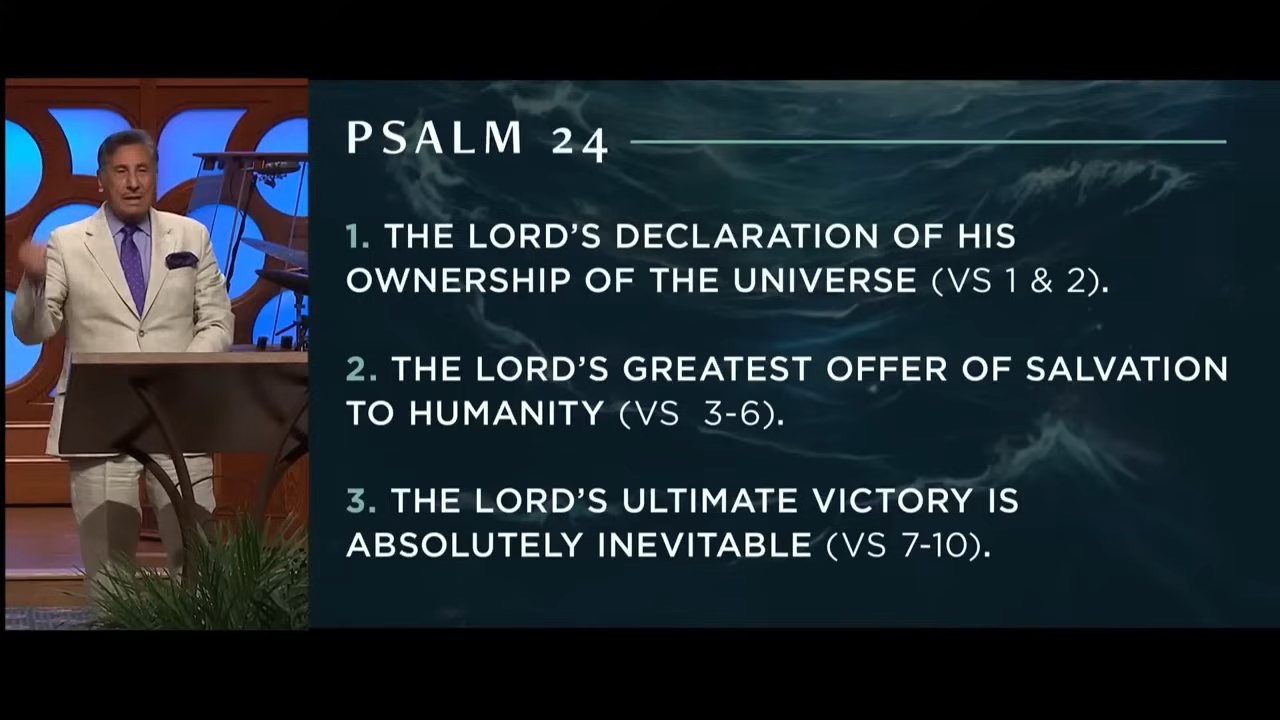 PSALM 24
1. THE LORD'S DECLARATION OF HIS
OWNERSHIP OF THE UNIVERSE (VS 1 & 2).
2. THE LORD'S GREATEST OFFER OF SALVATION
TO HUMANITY (VS 3-6).
3. THE LORD'S ULTIMATE VICTORY IS
ABSOLUTELY INEVITABLE (VS 7-10).